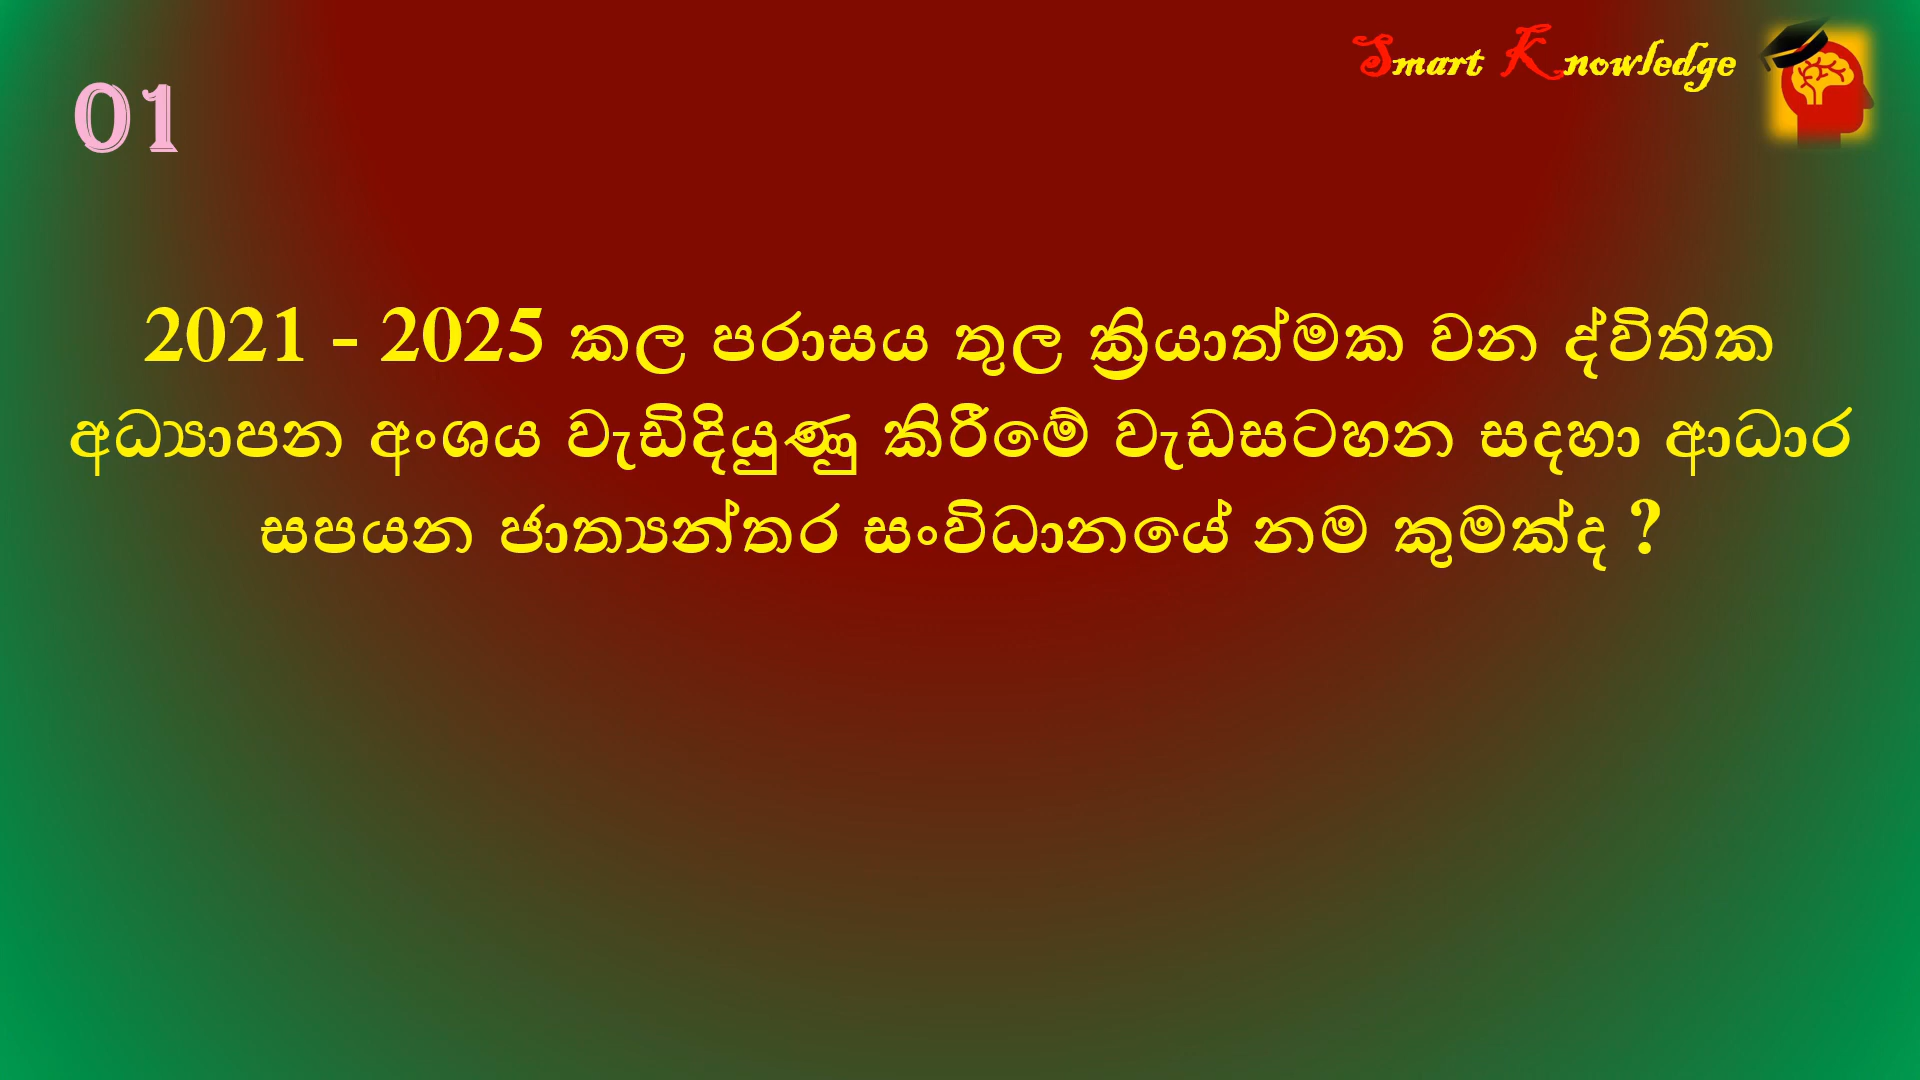 Smart Knowledge
01
2021 - 2025 කල පරාසය තුල ක්‍රියාත්මක වන ද්විතික
අධ්‍යාපන අංශය වැඩිදියුණු කිරීමේ වැඩසටහන සදහා ආධාර
සපයන ජාත්‍යන්තර සංවිධානයේ නම කුමක්ද ?